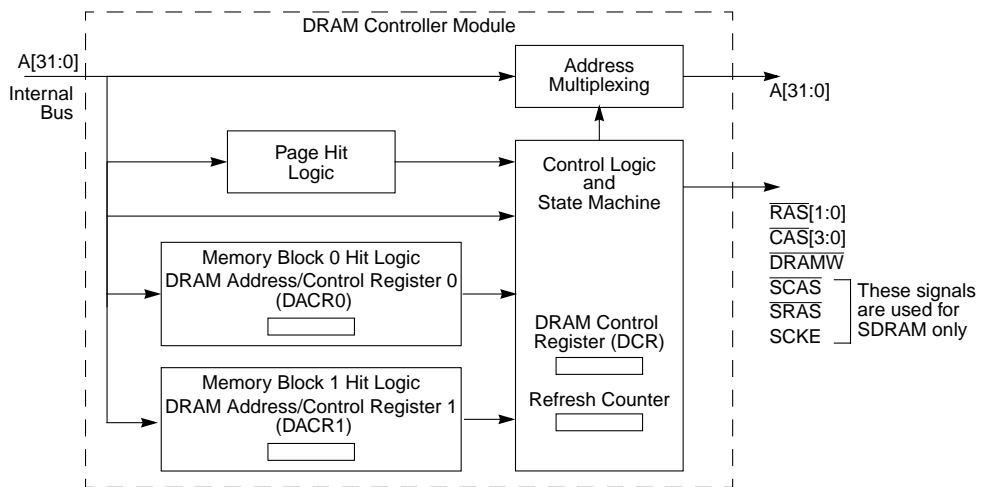 DRAM Controller Module
A[31:0]
Internal
Bus
Address
Multiplexing
A[31:0]
Page Hit
Logic
Control Logic
and
State Machine
RAS[1:0]
CAS[3:0]
DRAMW
SCAS
SRAS
SCKE
These signals
are used for
SDRAM only
Memory Block 0 Hit Logic
DRAM Address/Control Register 0
(DACR0)
DRAM Control
Register (DCR)
Refresh Counter
Memory Block 1 Hit Logic
DRAM Address/Control Register 1
(DACR1)